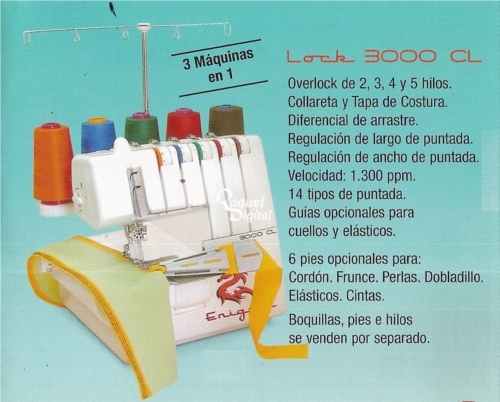 3 Máquinas
en 1
Lock 3000 CL
Overlock de 2, 3, 4 y 5 hilos.
Collareta y Tapa de Costura.
Diferencial de arrastre.
Regulación de largo de puntada.
Regulación de ancho de puntada.
Velocidad: 1.300 ppm.
14 tipos de puntada.
Guías opcionales para
cuellos y elásticos.
6 pies opcionales para:
Cordón. Frunce. Perlas. Dobladillo.
Elásticos. Cintas.
Boquillas, pies e hilos
se venden por separado.
Raquel
Digital
3000 CL